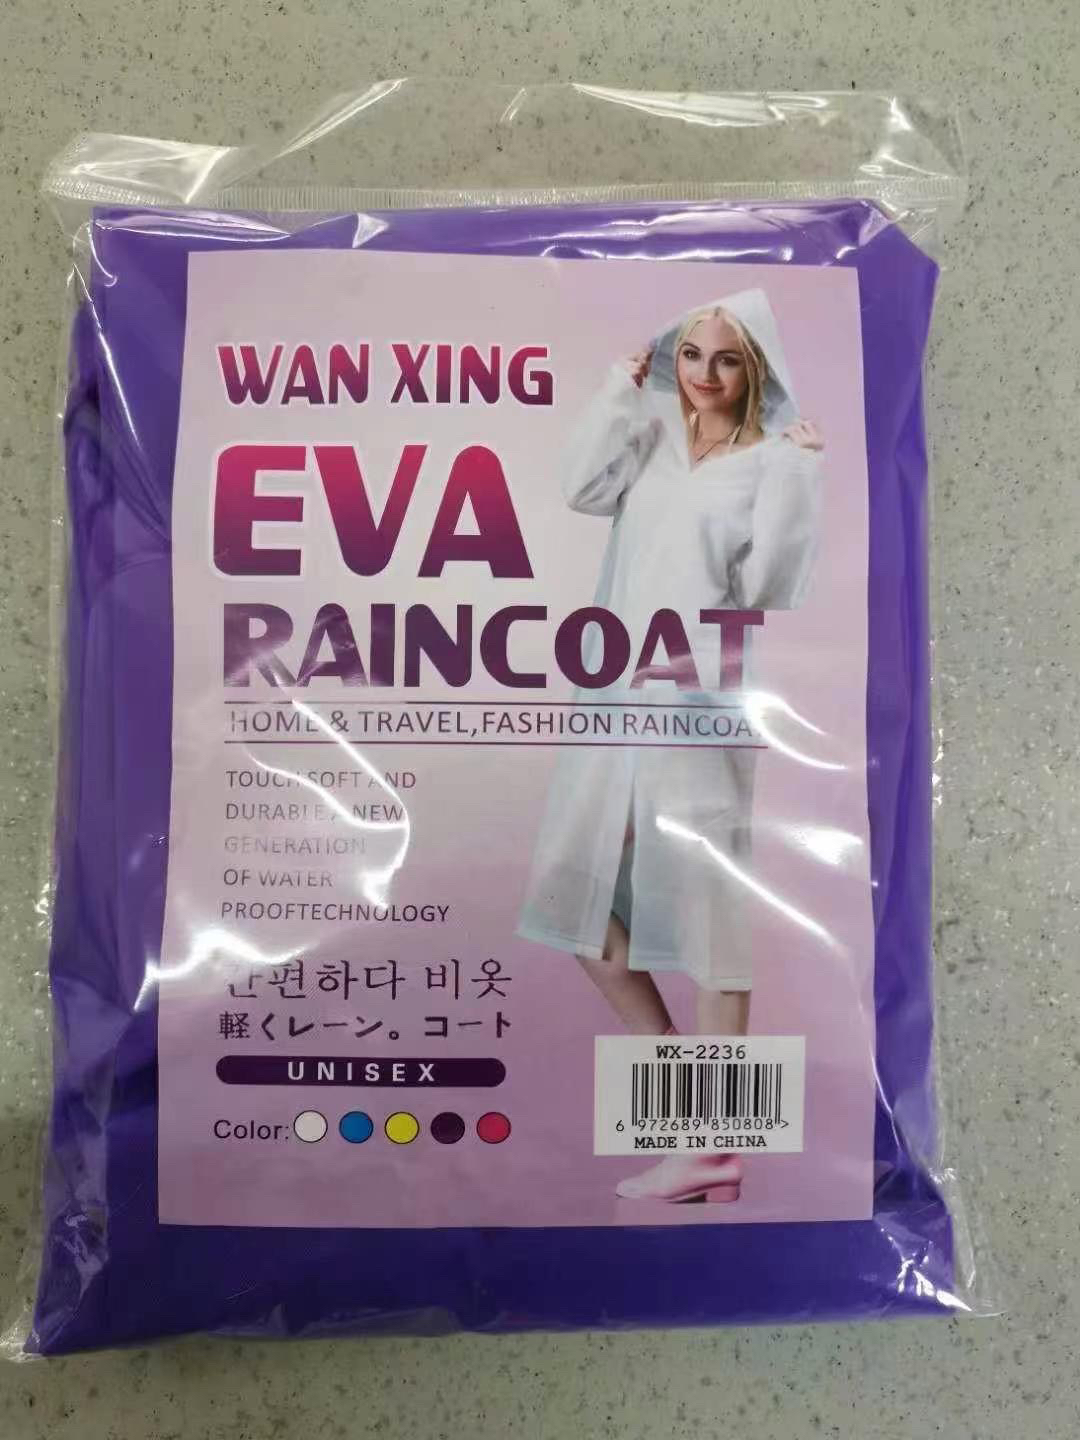 WAN XING
EVA
RAINCOAT
HOME & TRAVEL,FASHION RAINCOAT
TOUCH SOFT AND
DURABLE A NEW
GENERATION
OF WATER
PROOFTECHNOLOGY
간편하다 비옷
軽くレーン。コート
UNISEX
Color:
WX-2236
6 972689 850808 >
MADE IN CHINA